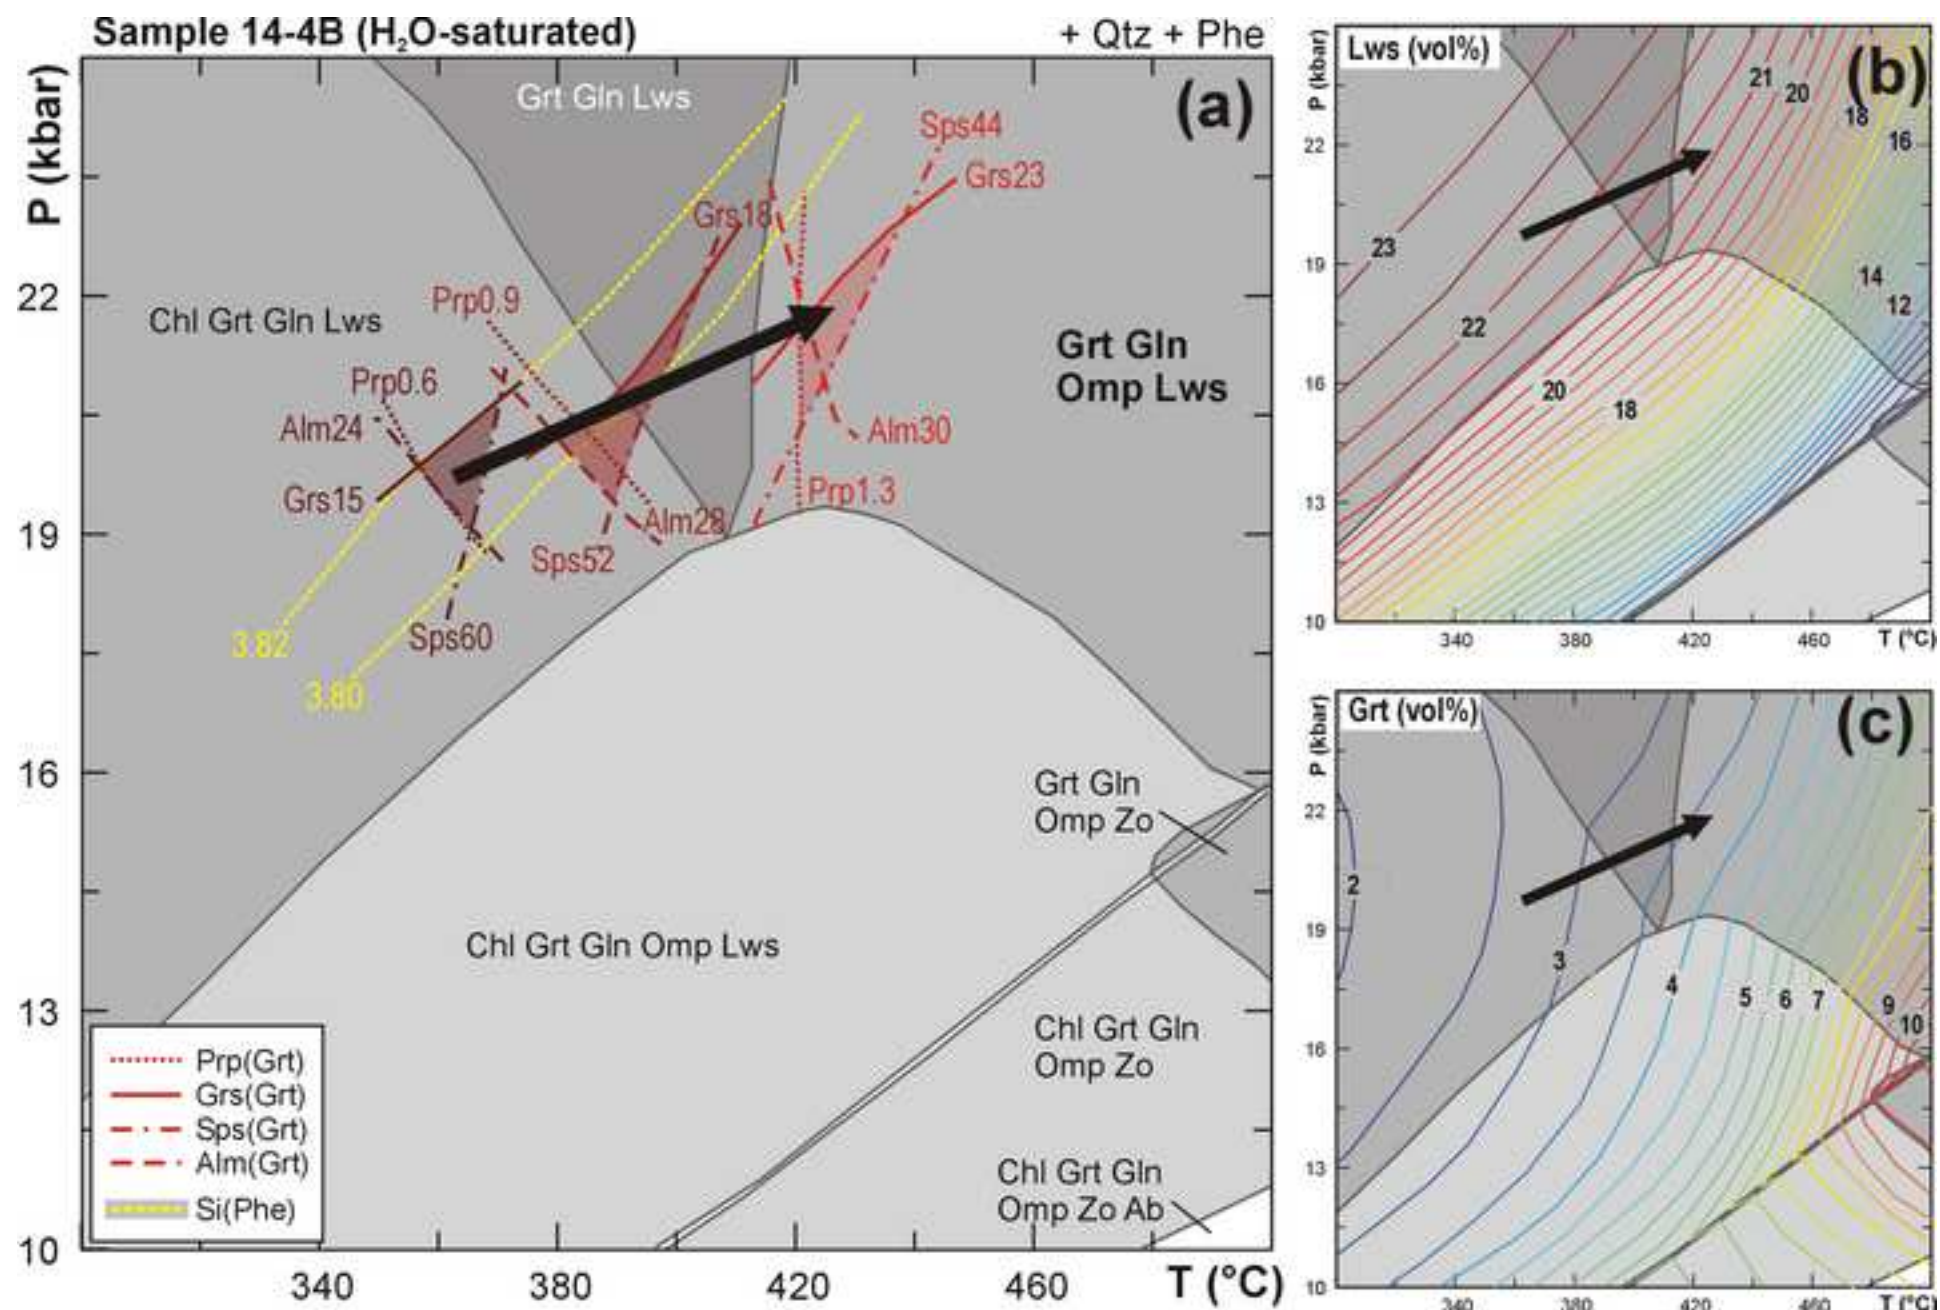 Sample 14-4B (H₂O-saturated)
+ Qtz + Phe
(a)
P (kbar)
Grt Gln Lws
Sps44
Grs23
Grs18
22
Chl Grt Gln Lws
Prp0.9
Prp0.6
Alm24
Grs15
Grt Gln
Omp Lws
Alm30
Prp1.3
Alm28
19
Sps52
Sps60
3.82
3.80
16
Grt Gln
Omp Zo
Chl Grt Gln Omp Lws
13
Chl Grt Gln
Omp Zo
Prp(Grt)
Grs(Grt)
Sps(Grt)
Alm(Grt)
Si(Phe)
Chl Grt Gln
Omp Zo Ab
10
340
380
420
460
T (°C)
Lws (vol%)
(b)
P (kbar)
21
20
18
16
22
19
23
14
12
22
16
20
18
13
10
340
380
420
460
T (°C)
Grt (vol%)
(c)
P (kbar)
22
2
19
3
4
5
6
7
9
10
16
13
10
340
380
420
460
T (°C)